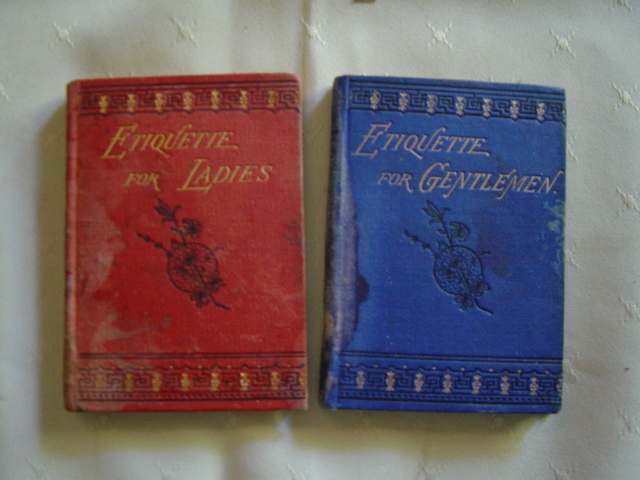 ETIQUETTE
FOR LADIES
ETIQUETTE
FOR GENTLEMEN.